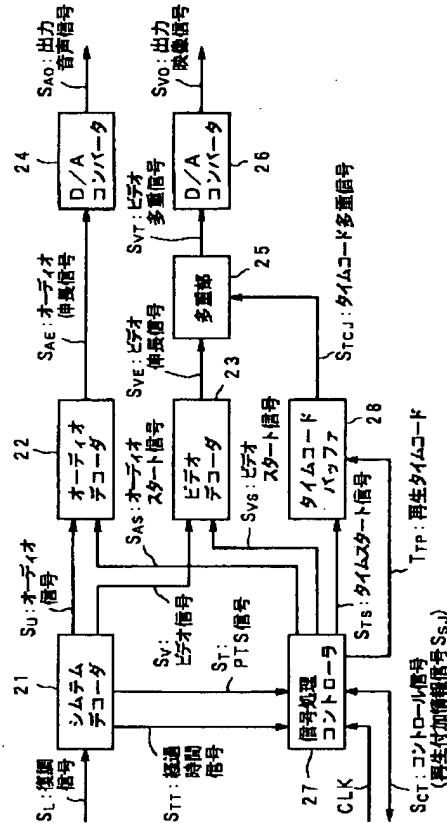 SL:復調
信号
21
シムテム
デコーダ
SU:オーディオ
信号
22
オーディオ
デコーダ
SAE:オーディオ
伸長信号
24
D/A
コンバータ
SAO:出力
音声信号
SV:
ビデオ信号
SAS:オーディオ
スタート信号
ビデオ
デコーダ
23
SVE:ビデオ
伸長信号
多重部
25
SVT:ビデオ
多重信号
D/A
コンバータ
26
SVO:出力
映像信号
STT:経過
時間
信号
ST:
PTS信号
SVS:ビデオ
スタート信号
27
信号処理
コントローラ
STS:タイムスタート信号
タイムコード
バッファ
28
STCJ:タイムコード多重信号
TTP:再生タイムコード
CLK
SCT:コントロール信号
(再生付加情報信号SSJ)